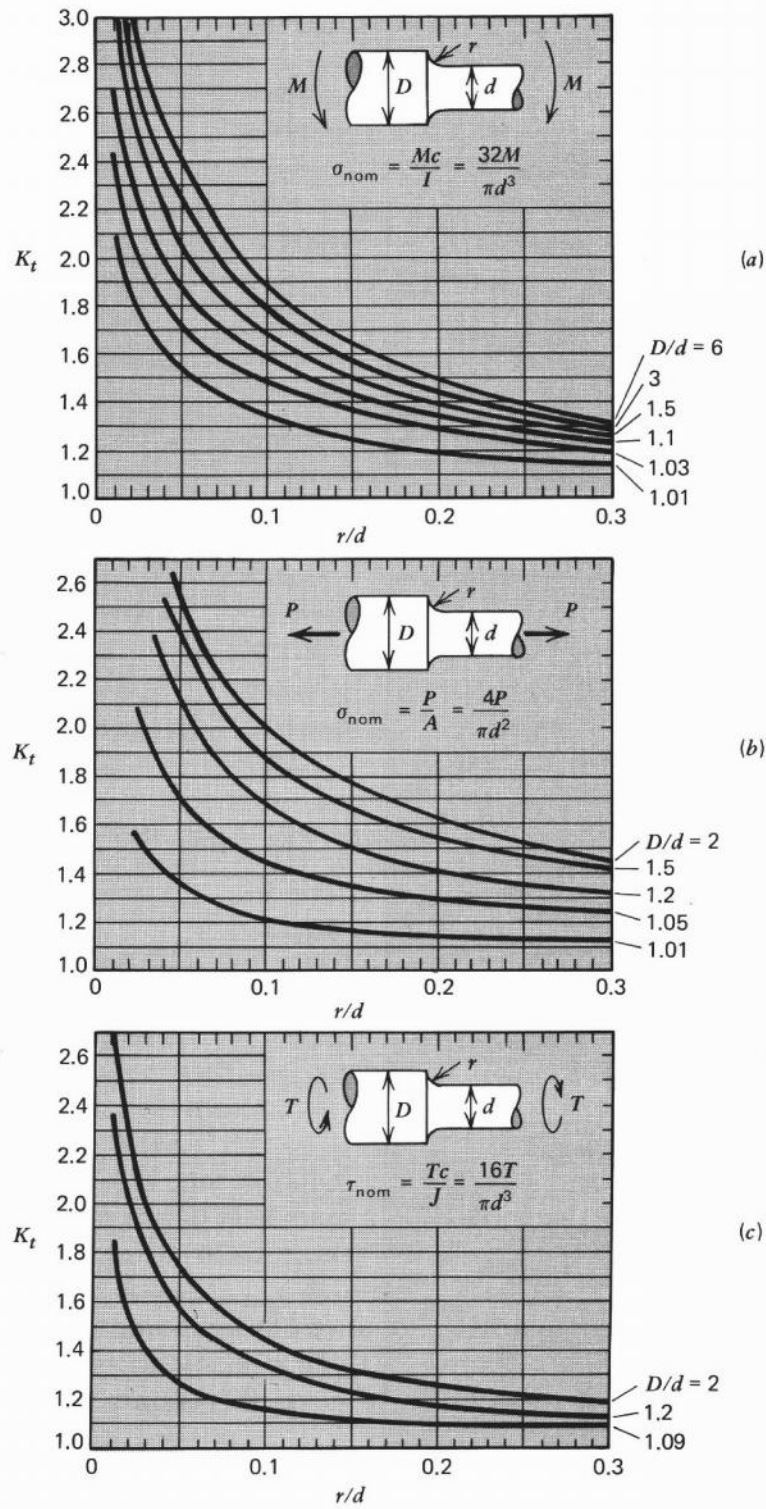 3.0
2.8
2.6
2.4
2.2
2.0
1.8
1.6
1.4
1.2
1.0
K_t
M
D
r
d
M
σ_nom = Mc/I = 32M/πd³
(a)
D/d = 6
3
1.5
1.1
1.03
1.01
0
0.1
0.2
0.3
r/d
2.6
2.4
2.2
2.0
1.8
1.6
1.4
1.2
1.0
K_t
P
D
r
d
P
σ_nom = P/A = 4P/πd²
(b)
D/d = 2
1.5
1.2
1.05
1.01
0
0.1
0.2
0.3
r/d
2.6
2.4
2.2
2.0
1.8
1.6
1.4
1.2
1.0
K_t
T
D
r
d
T
τ_nom = Tc/J = 16T/πd³
(c)
D/d = 2
1.2
1.09
0
0.1
0.2
0.3
r/d